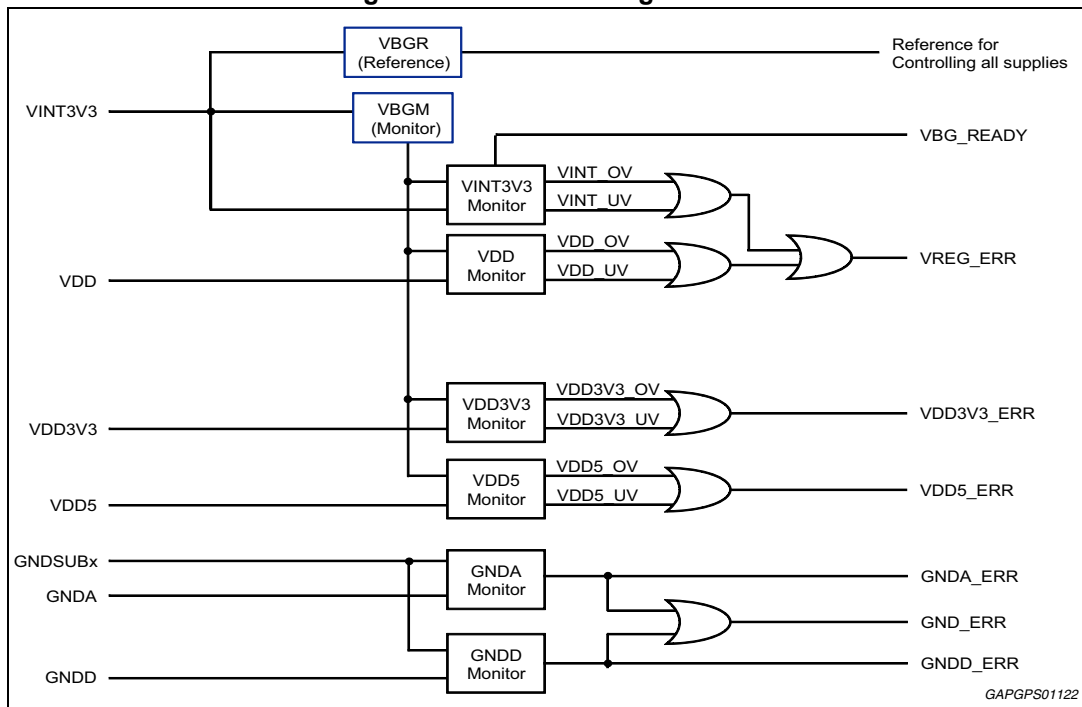 VBGR
(Reference)
Reference for
Controlling all supplies
VINT3V3
VBGM
(Monitor)
VBG_READY
VINT3V3
Monitor
VINT_OV
VINT_UV
VDD
VDD
Monitor
VDD_OV
VDD_UV
VREG_ERR
VDD3V3
VDD3V3
Monitor
VDD3V3_OV
VDD3V3_UV
VDD3V3_ERR
VDD5
VDD5
Monitor
VDD5_OV
VDD5_UV
VDD5_ERR
GNDSUBx
GNDA
GNDA
Monitor
GNDA_ERR
GND_ERR
GNDD
GNDD
Monitor
GNDD_ERR
GAPGPS01122